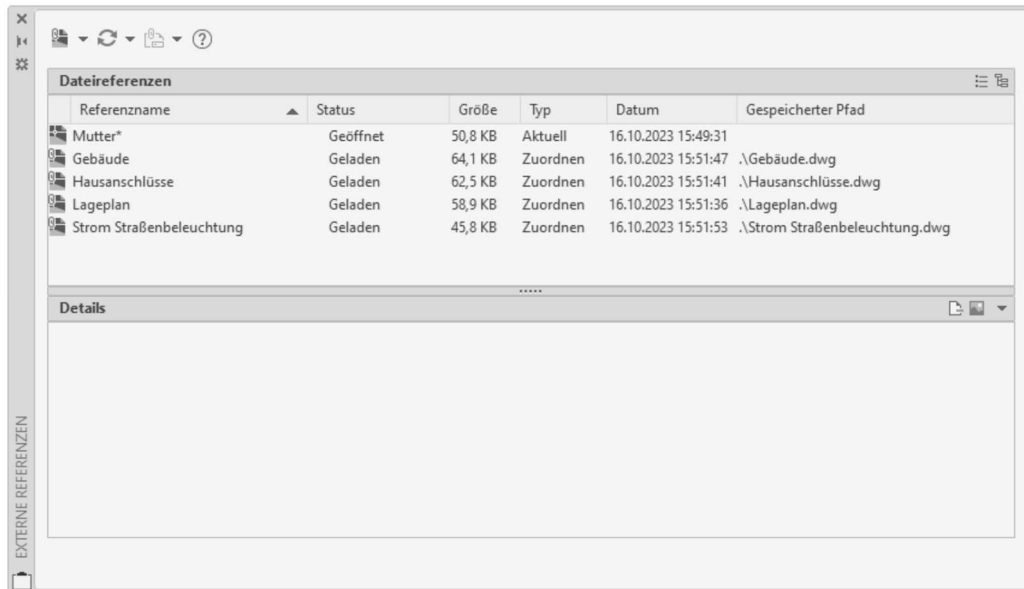 Dateireferenzen
Referenzname Status Größe Typ Datum Gespeicherter Pfad
Mutter* Geöffnet 50,8 KB Aktuell 16.10.2023 15:49:31
Gebäude Geladen 64,1 KB Zuordnen 16.10.2023 15:51:47 .\Gebäude.dwg
Hausanschlüsse Geladen 62,5 KB Zuordnen 16.10.2023 15:51:41 .\Hausanschlüsse.dwg
Lageplan Geladen 58,9 KB Zuordnen 16.10.2023 15:51:36 .\Lageplan.dwg
Strom Straßenbeleuchtung Geladen 45,8 KB Zuordnen 16.10.2023 15:51:53 .\Strom Straßenbeleuchtung.dwg
Details
EXTERNE REFERENZEN